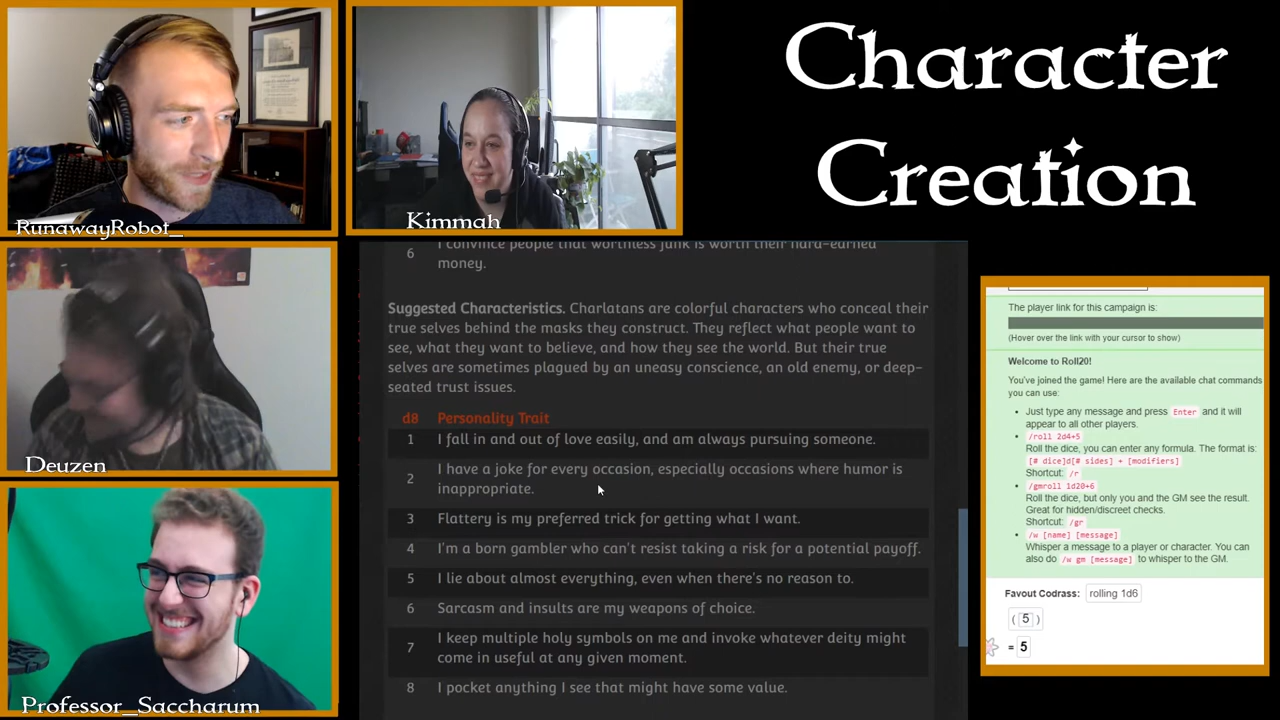 Character
Creation
RunawayRobot_
Kimmah
Deuzen
Professor_Saccharum
6 I convince people that worthless junk is worth their hard-earned
money.
Suggested Characteristics. Charlatans are colorful characters who conceal their
true selves behind the masks they construct. They reflect what people want to
see, what they want to believe, and how they see the world. But their true
selves are sometimes plagued by an uneasy conscience, an old enemy, or deep-
seated trust issues.
d8 Personality Trait
1 I fall in and out of love easily, and am always pursuing someone.
2 I have a joke for every occasion, especially occasions where humor is
inappropriate.
3 Flattery is my preferred trick for getting what I want.
4 I'm a born gambler who can't resist taking a risk for a potential payoff.
5 I lie about almost everything, even when there's no reason to.
6 Sarcasm and insults are my weapons of choice.
7 I keep multiple holy symbols on me and invoke whatever deity might
come in useful at any given moment.
8 I pocket anything I see that might have some value.
The player link for this campaign is:
(Hover over the link with your cursor to show)
Welcome to Roll20!
You've joined the game! Here are the available chat commands
you can use:
• Just type any message and press Enter and it will
appear to all other players.
• /roll 2d4+5
Roll the dice, you can enter any formula. The format is:
[# dice]d[# sides] + [modifiers]
Shortcut: /r
• /gmroll 1d20+6
Roll the dice, but only you and the GM see the result.
Great for hidden/discreet checks.
Shortcut: /gr
• /w [name] [message]
Whisper a message to a player or character. You can
also do /w gm [message] to whisper to the GM.
Favout Codrass: rolling 1d6
(5)
= 5